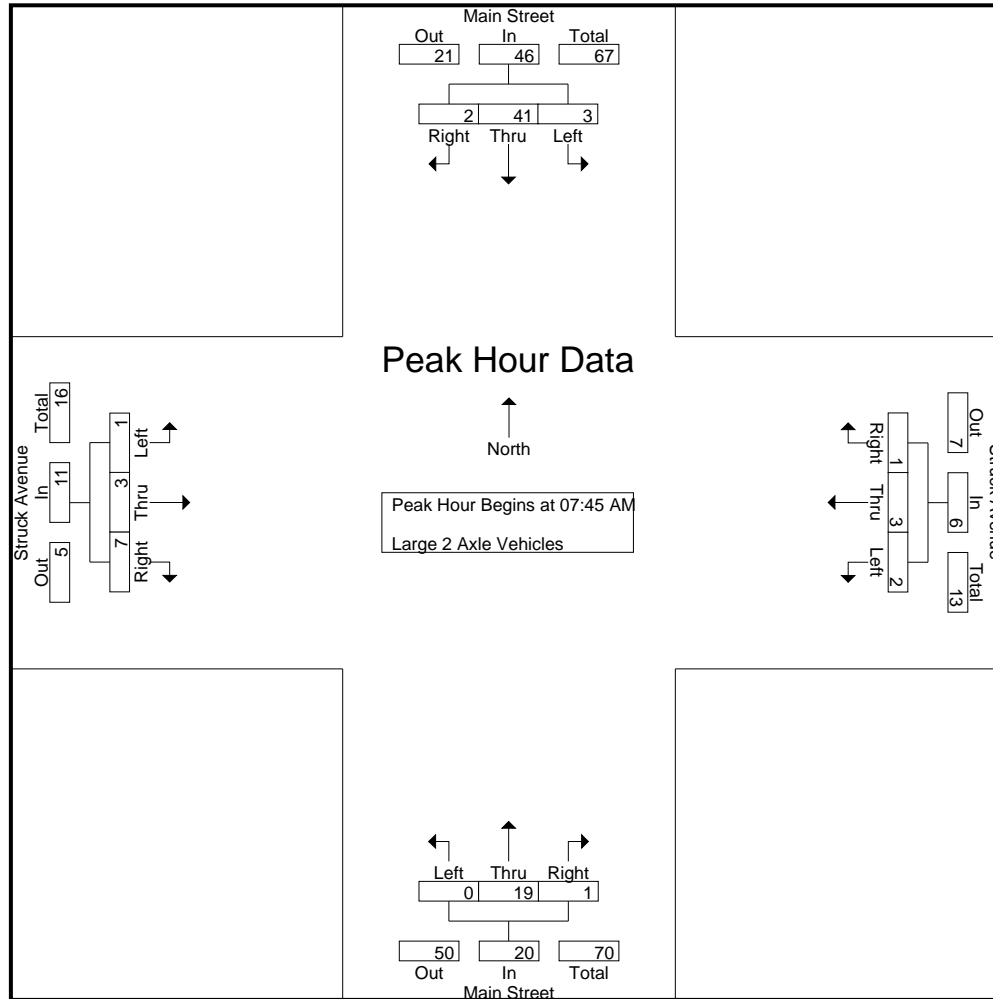 Main Street
Out In Total
21 46 67
2 41 3
Right Thru Left
Peak Hour Data
North
Peak Hour Begins at 07:45 AM
Large 2 Axle Vehicles
Struck Avenue
Total In Out
16 11 5
1 3 7
Left Thru Right
Out In Total
7 6 13
Right Thru Left
1 3 2
Left Thru Right
0 19 1
50 20 70
Out In Total
Main Street